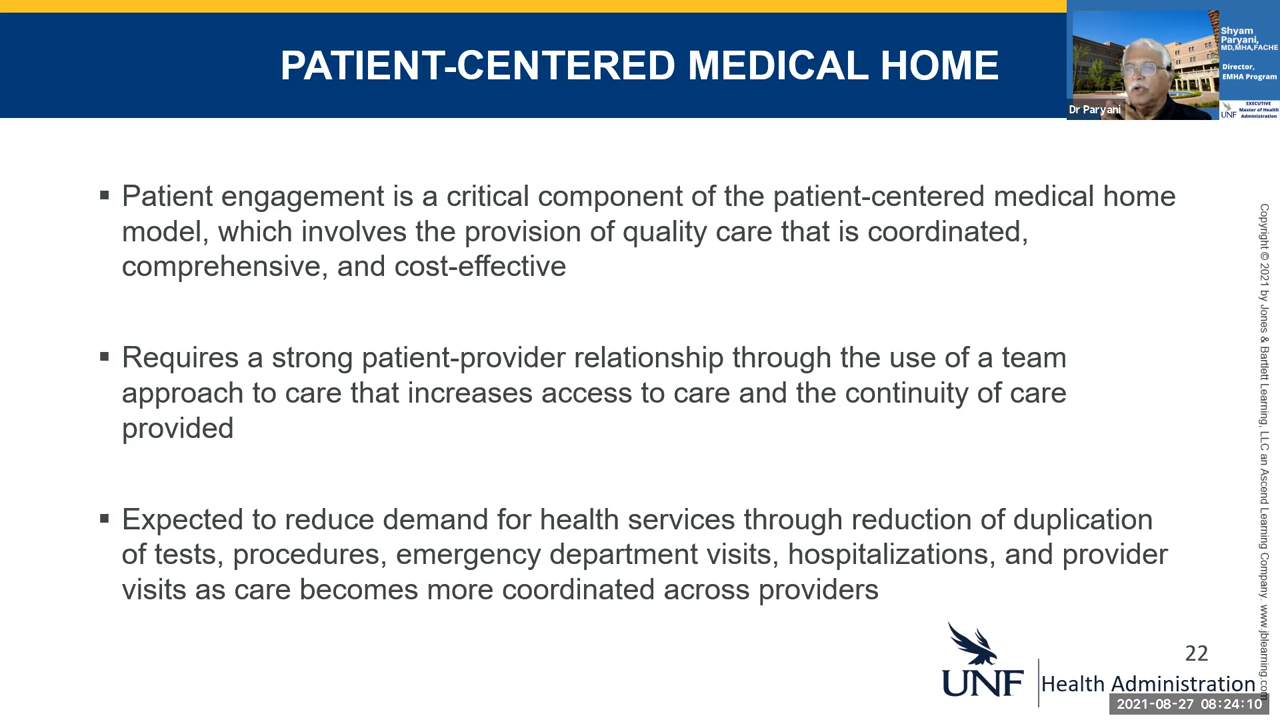 PATIENT-CENTERED MEDICAL HOME
Shyam
Paryani,
MD,MHA,FACHE
Director,
EMHA Program
Dr Paryani
UNF
EXECUTIVE
Master of Health
Administration
▪ Patient engagement is a critical component of the patient-centered medical home
model, which involves the provision of quality care that is coordinated,
comprehensive, and cost-effective
▪ Requires a strong patient-provider relationship through the use of a team
approach to care that increases access to care and the continuity of care
provided
▪ Expected to reduce demand for health services through reduction of duplication
of tests, procedures, emergency department visits, hospitalizations, and provider
visits as care becomes more coordinated across providers
Copyright © 2021 by Jones & Bartlett Learning, LLC an Ascend Learning Company. www.jblearning.com
22
UNF
Health Administration
2021-08-27 08:24:10